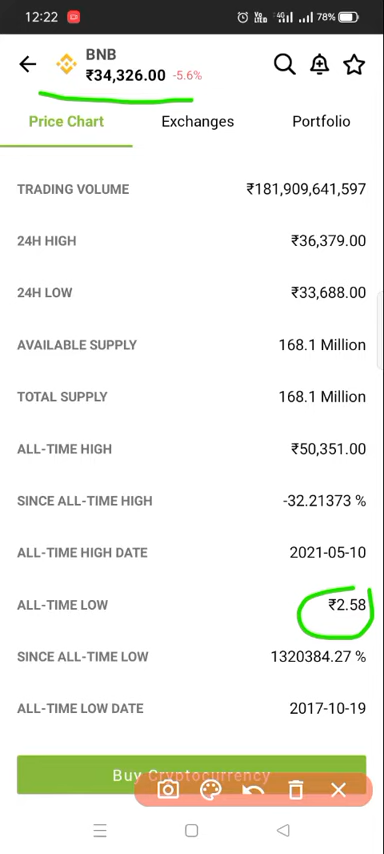 12:22 Vo LTE 4G 78%
BNB
₹34,326.00 -5.6%
Price Chart Exchanges Portfolio
TRADING VOLUME ₹181,909,641,597
24H HIGH ₹36,379.00
24H LOW ₹33,688.00
AVAILABLE SUPPLY 168.1 Million
TOTAL SUPPLY 168.1 Million
ALL-TIME HIGH ₹50,351.00
SINCE ALL-TIME HIGH -32.21373 %
ALL-TIME HIGH DATE 2021-05-10
ALL-TIME LOW ₹2.58
SINCE ALL-TIME LOW 1320384.27 %
ALL-TIME LOW DATE 2017-10-19
Buy Cryptocurrency